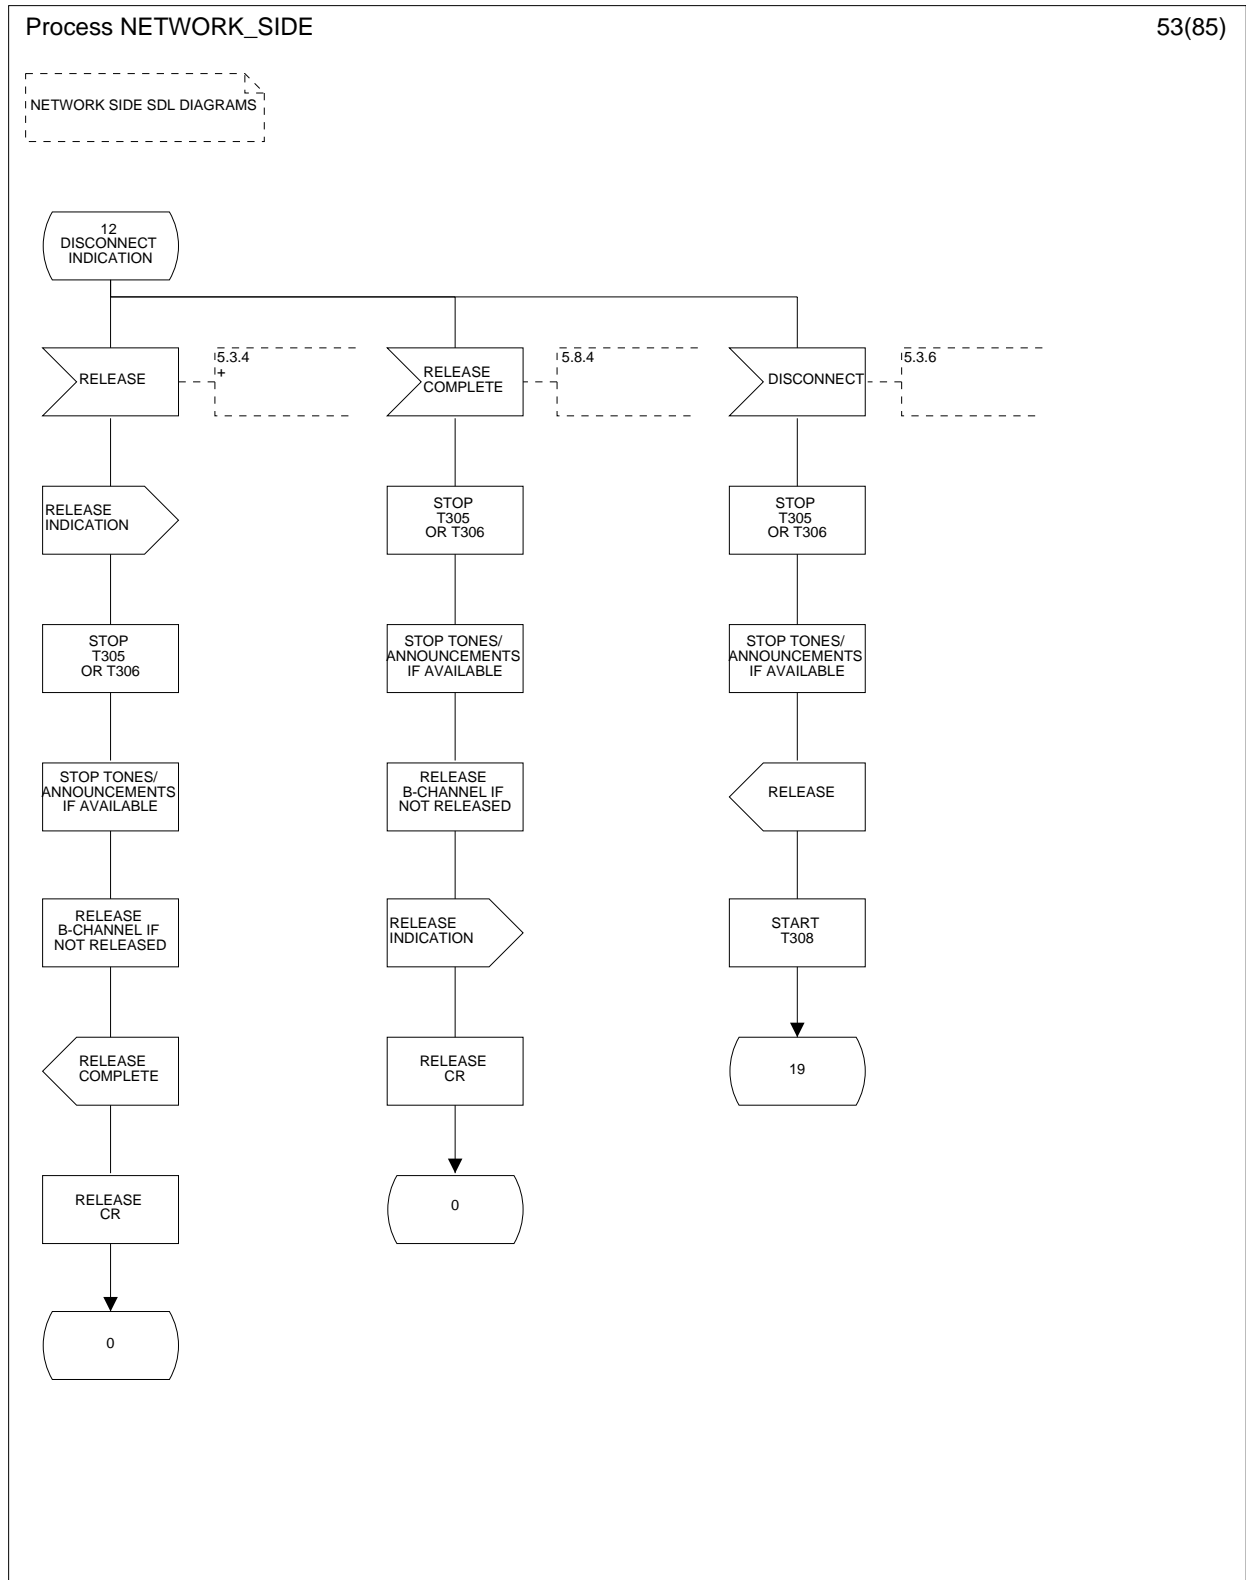 Process NETWORK_SIDE
53(85)
NETWORK SIDE SDL DIAGRAMS
12
DISCONNECT
INDICATION
RELEASE
5.3.4
+
RELEASE
INDICATION
STOP
T305
OR T306
STOP TONES/
ANNOUNCEMENTS
IF AVAILABLE
RELEASE
B-CHANNEL IF
NOT RELEASED
RELEASE
COMPLETE
RELEASE
CR
0
RELEASE
COMPLETE
5.8.4
STOP
T305
OR T306
STOP TONES/
ANNOUNCEMENTS
IF AVAILABLE
RELEASE
B-CHANNEL IF
NOT RELEASED
RELEASE
INDICATION
RELEASE
CR
0
DISCONNECT
5.3.6
STOP
T305
OR T306
STOP TONES/
ANNOUNCEMENTS
IF AVAILABLE
RELEASE
START
T308
19